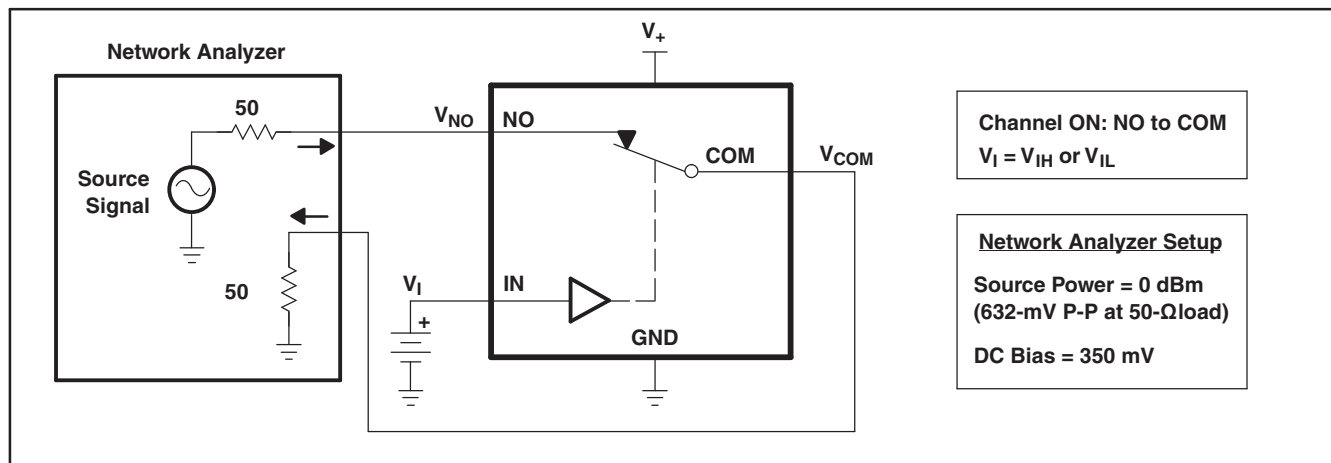 Network Analyzer
50
Source
Signal
50
V+
VNO
NO
COM
VCOM
VI
IN
+
GND
Channel ON: NO to COM
VI = VIH or VIL
Network Analyzer Setup
Source Power = 0 dBm
(632-mV P-P at 50-Ωload)
DC Bias = 350 mV